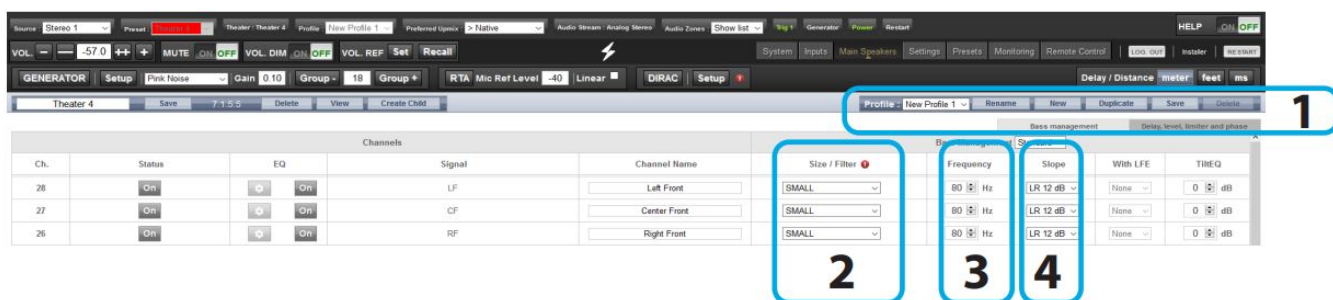 Source : Stereo 1 Preset : Theater 4 Theater : Theater 4 Profile New Profile 1 Preferred Upmix > Native Audio Stream : Analog Stereo Audio Zones : Show list Trig 1 Generator Power Restart HELP ON OFF
VOL. - — -57.0 ++ + MUTE ON OFF VOL. DIM ON OFF VOL. REF Set Recall System Inputs Main Speakers Settings Presets Monitoring Remote Control LOG. OUT Installer RESTART
GENERATOR Setup Pink Noise Gain 0.10 Group - 18 Group + RTA Mic Ref Level -40 Linear DIRAC Setup Delay / Distance meter feet ms
Theater 4 Save 7.1.5.5 Delete View Create Child Profile : New Profile 1 Rename New Duplicate Save Delete 1
Bass management Delay, level, limiter and phase
Channels Bass Management Standard
Ch. Status EQ Signal Channel Name Size / Filter Frequency Slope With LFE TiltEQ
28 On On LF Left Front SMALL 80 Hz LR 12 dB None 0 dB
27 On On CF Center Front SMALL 80 Hz LR 12 dB None 0 dB
26 On On RF Right Front SMALL 80 Hz LR 12 dB None 0 dB
2 3 4